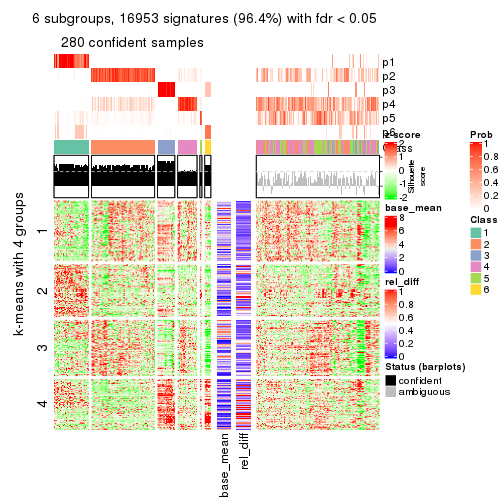 6 subgroups, 16953 signatures (96.4%) with fdr < 0.05
280 confident samples
p1
p2
p3
p4
p5
p6
Class
z_score
2
1
0
-1
-2
Silhouette
score
Prob
1
0.8
0.6
0.4
0.2
0
base_mean
8
6
4
2
0
Class
1
2
3
4
5
6
rel_diff
1
0.8
0.6
0.4
0.2
0
Status (barplots)
confident
ambiguous
k-means with 4 groups
1
2
3
4
base_mean
rel_diff